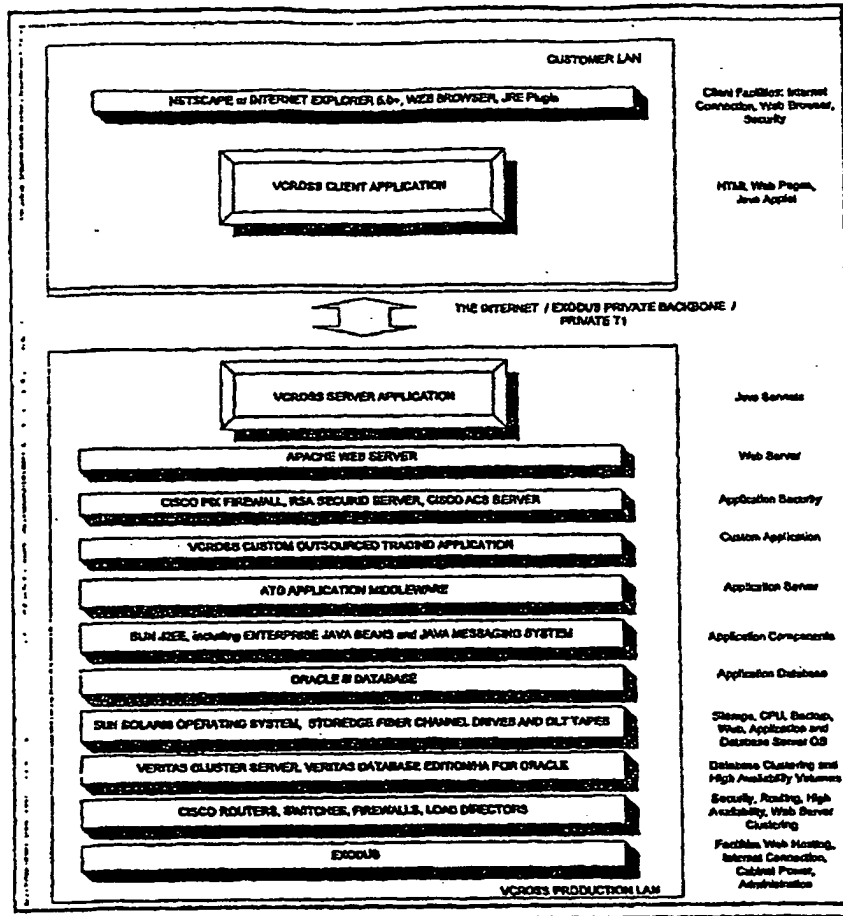 CUSTOMER LAN
NETSCAPE or INTERNET EXPLORER 5.0+, WEB BROWSER, JRE Plugin
Client Facilities: Internet
Connection, Web Browser,
Security
VCROSS CLIENT APPLICATION
HTML, Web Pages,
Java Applet
THE INTERNET / EXODUS PRIVATE BACKBONE /
PRIVATE T1
VCROSS SERVER APPLICATION
Java Servlets
APACHE WEB SERVER
Web Server
CISCO PIX FIREWALL, RSA SECURID SERVER, CISCO ACS SERVER
Application Security
VCROSS CUSTOM OUTSOURCED TRADING APPLICATION
Custom Application
ATG APPLICATION MIDDLEWARE
Application Server
SUN J2EE, including ENTERPRISE JAVA BEANS and JAVA MESSAGING SYSTEM
Application Components
ORACLE 8i DATABASE
Application Database
SUN SOLARIS OPERATING SYSTEM, STOREDGE FIBER CHANNEL DRIVES AND DLT TAPES
Storage, CPU, Backup,
Web, Application and
Database Server OS
VERITAS CLUSTER SERVER, VERITAS DATABASE EDITION/HA FOR ORACLE
Database Clustering and
High Availability Volumes
CISCO ROUTERS, SWITCHES, FIREWALLS, LOAD DIRECTORS
Security, Routing, High
Availability, Web Server
Clustering
EXODUS
Facilities Web Hosting,
Internet Connection,
Cabinet Power,
Administration
VCROSS PRODUCTION LAN